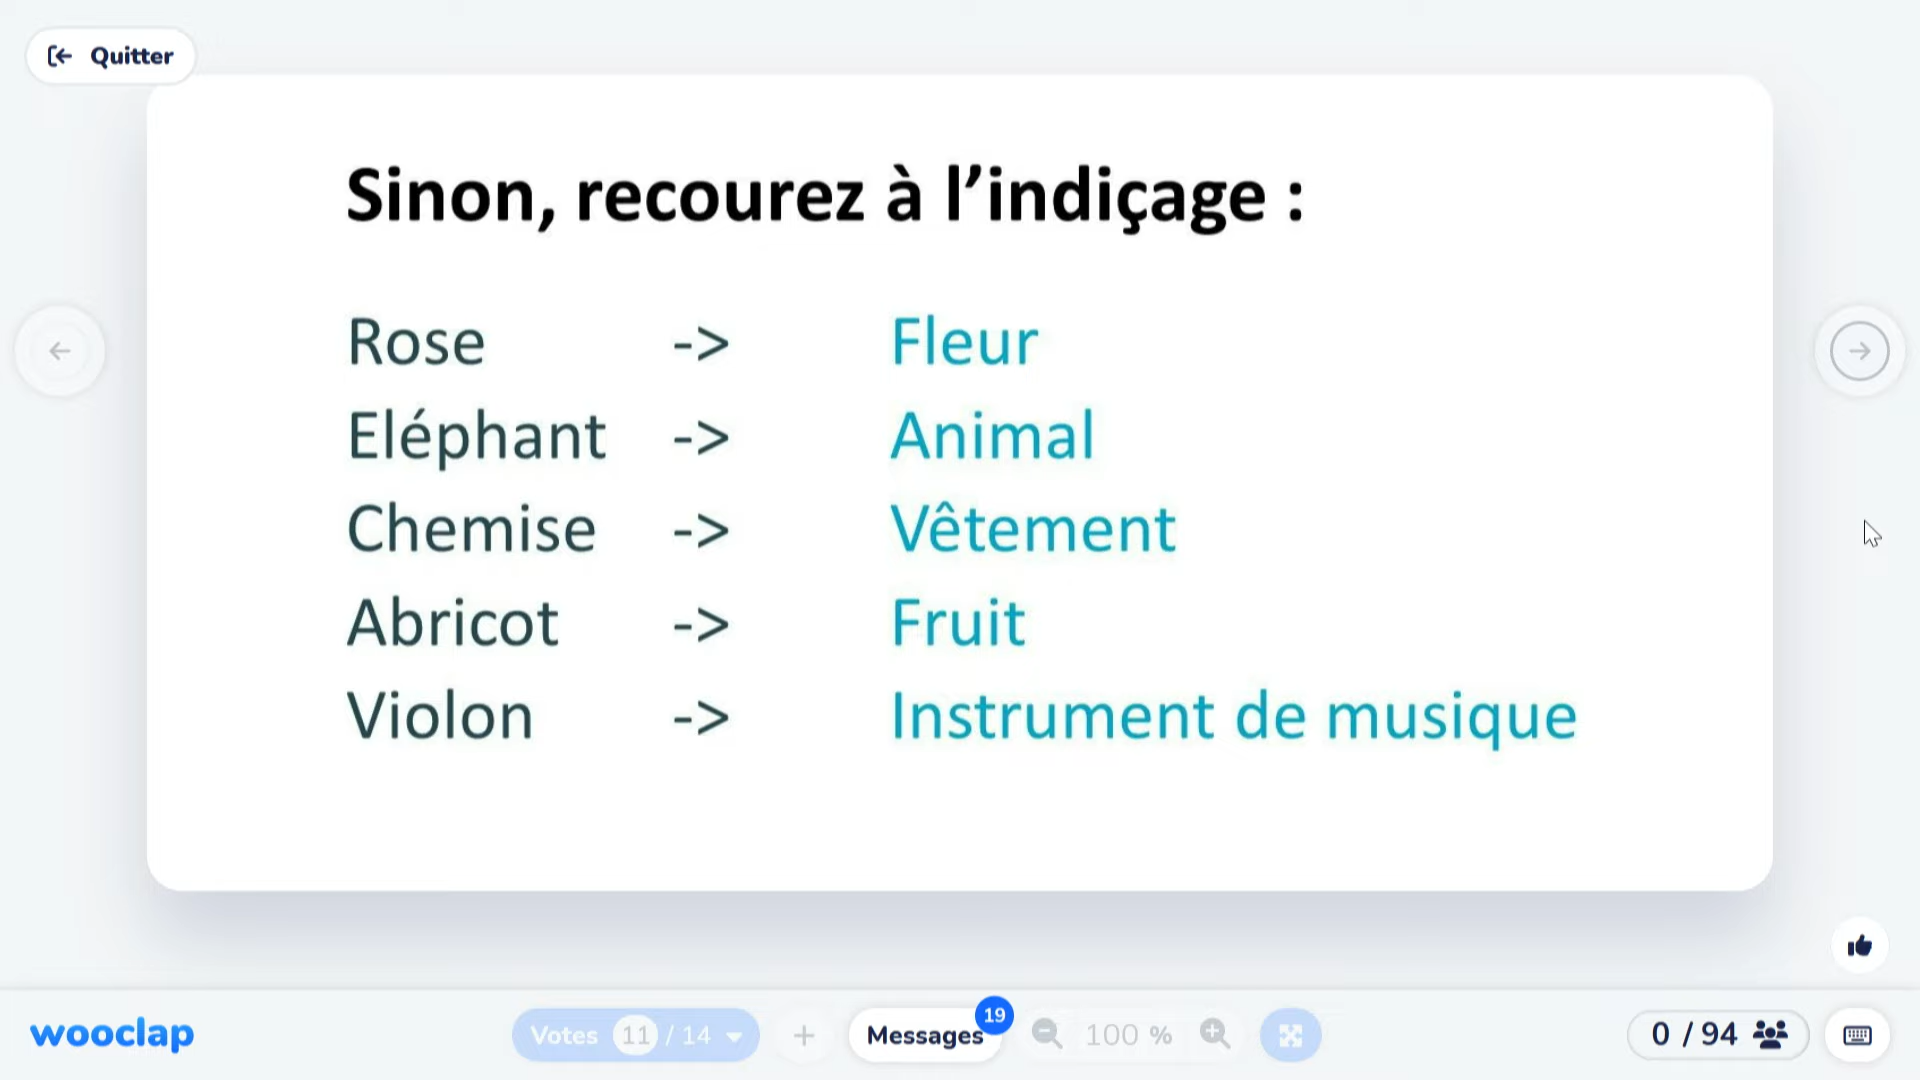 Quitter
Sinon, recourez à l’indiçage :
Rose -> Fleur
Eléphant -> Animal
Chemise -> Vêtement
Abricot -> Fruit
Violon -> Instrument de musique
wooclap
Votes 11 / 14
+
Messages 19
100 %
0 / 94